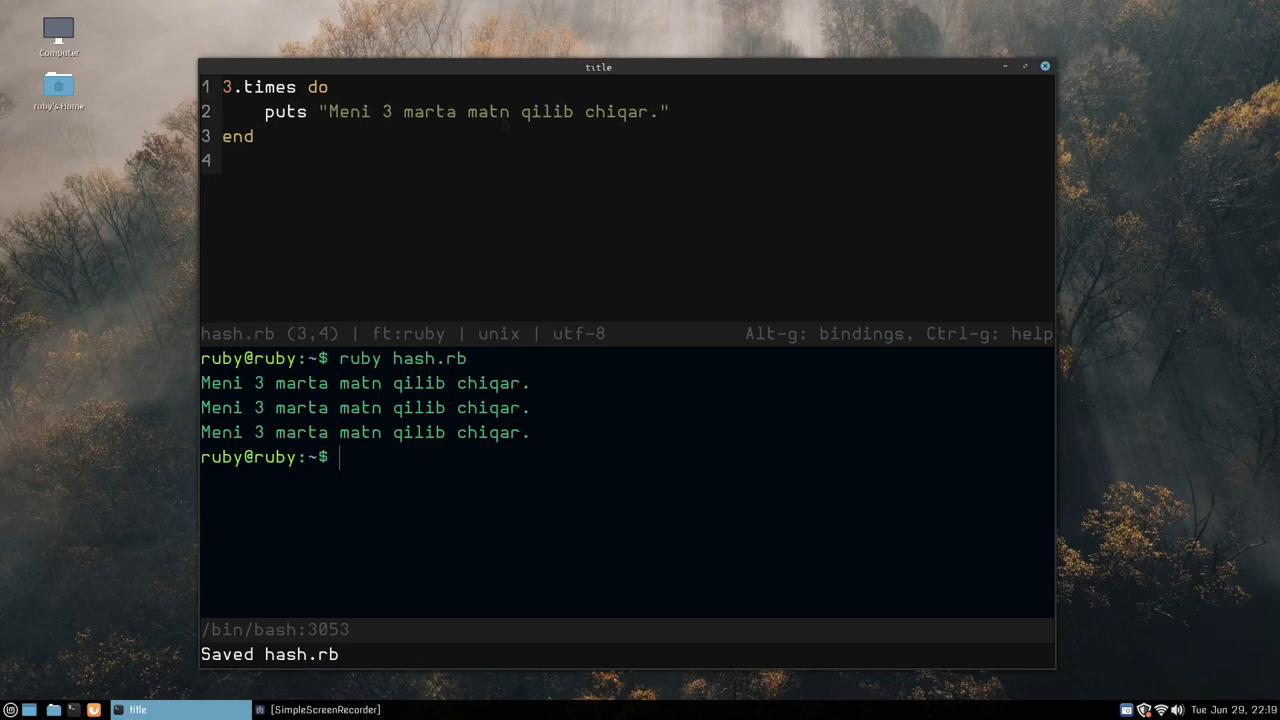 Computer
ruby's Home
title
1 3.times do
2     puts "Meni 3 marta matn qilib chiqar."
3 end
4
hash.rb (3,4) | ft:ruby | unix | utf-8 Alt-g: bindings, Ctrl-g: help
ruby@ruby:~$ ruby hash.rb
Meni 3 marta matn qilib chiqar.
Meni 3 marta matn qilib chiqar.
Meni 3 marta matn qilib chiqar.
ruby@ruby:~$
/bin/bash:3053
Saved hash.rb
title [SimpleScreenRecorder] Tue Jun 29, 22:19